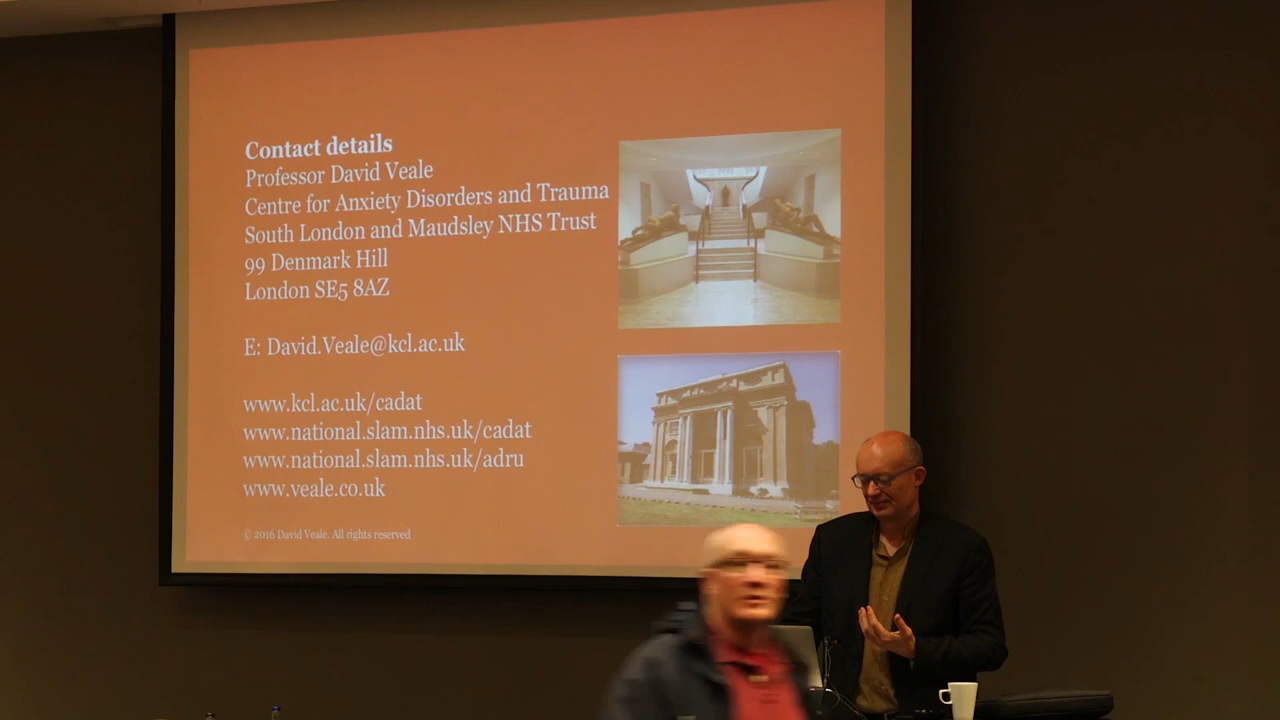 Contact details
Professor David Veale
Centre for Anxiety Disorders and Trauma
South London and Maudsley NHS Trust
99 Denmark Hill
London SE5 8AZ
E: David.Veale@kcl.ac.uk
www.kcl.ac.uk/cadat
www.national.slam.nhs.uk/cadat
www.national.slam.nhs.uk/adru
www.veale.co.uk
© 2016 David Veale. All rights reserved